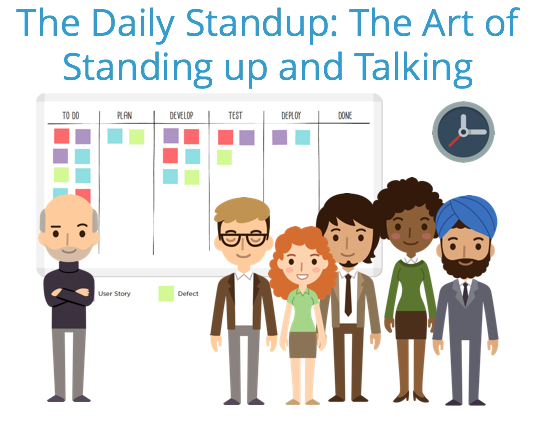 The Daily Standup: The Art of
Standing up and Talking
TO DO PLAN DEVELOP TEST DEPLOY DONE
User Story Defect